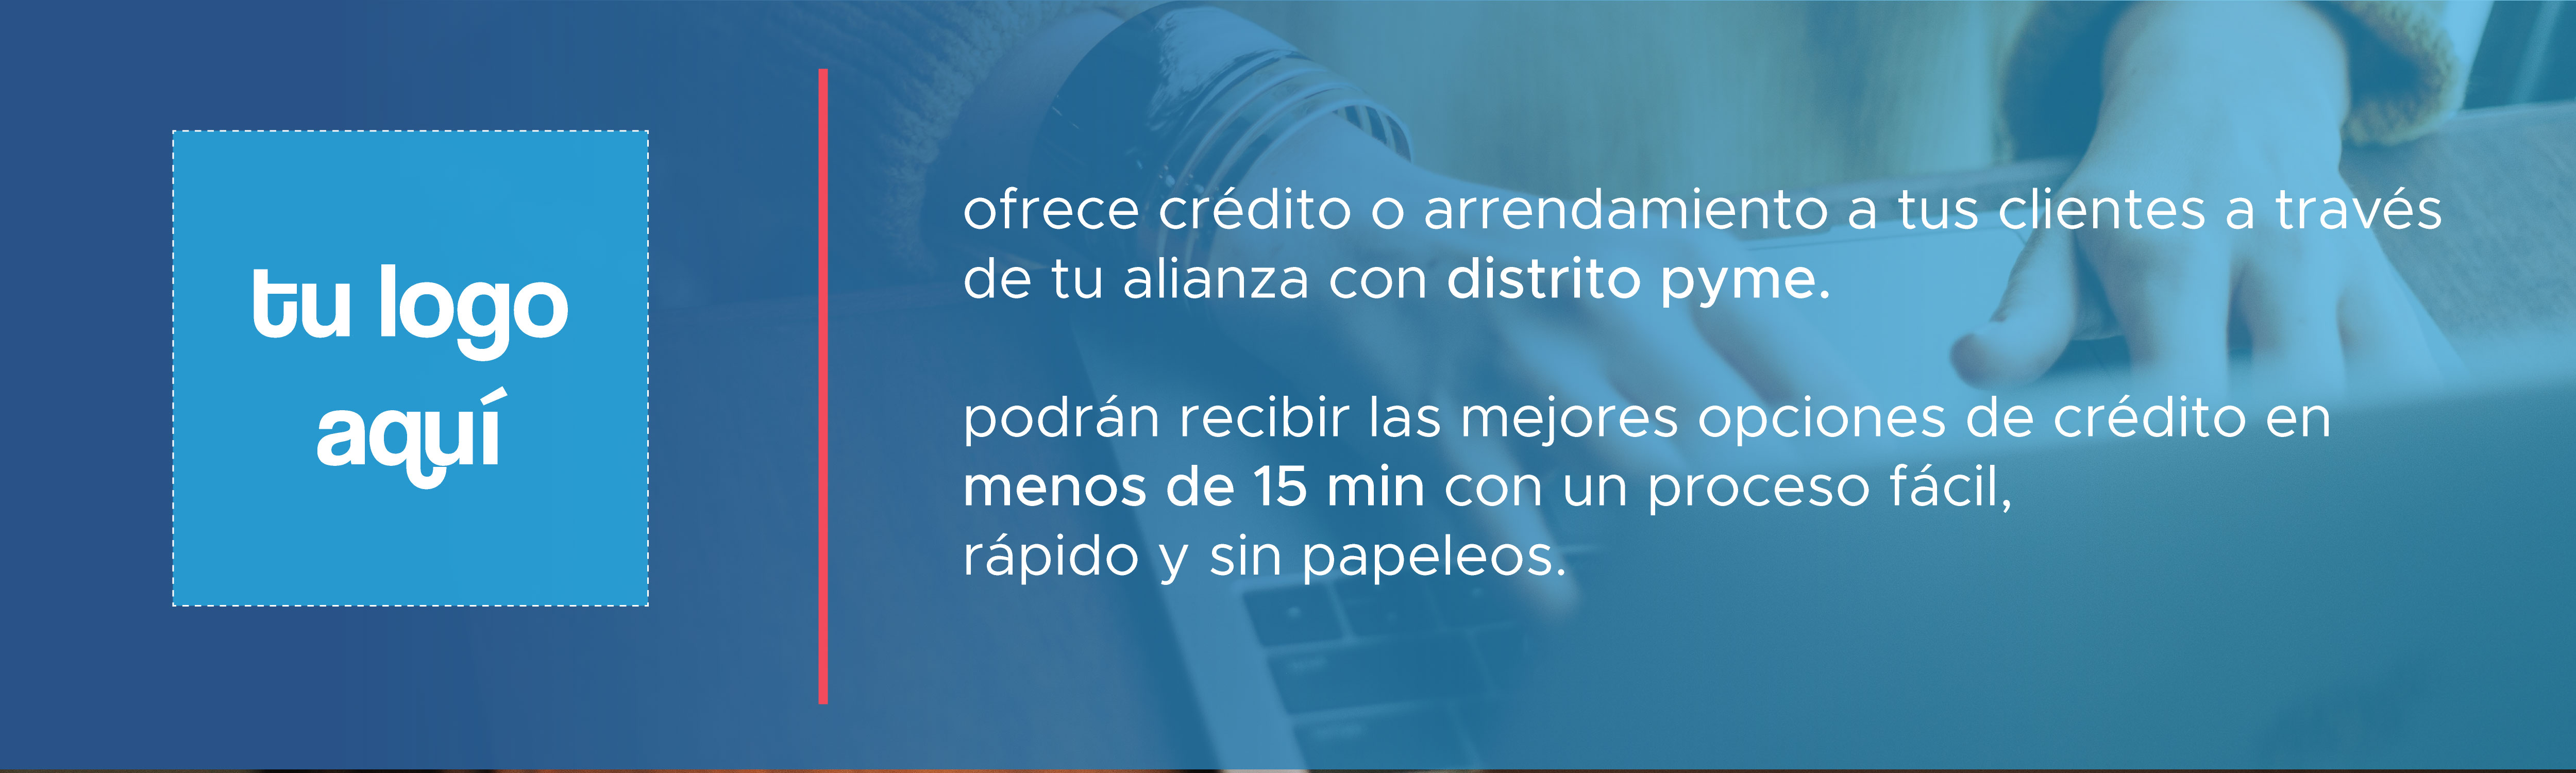 tu logo
aquí
ofrece crédito o arrendamiento a tus clientes a través
de tu alianza con distrito pyme.
podrán recibir las mejores opciones de crédito en
menos de 15 min con un proceso fácil,
rápido y sin papeleos.